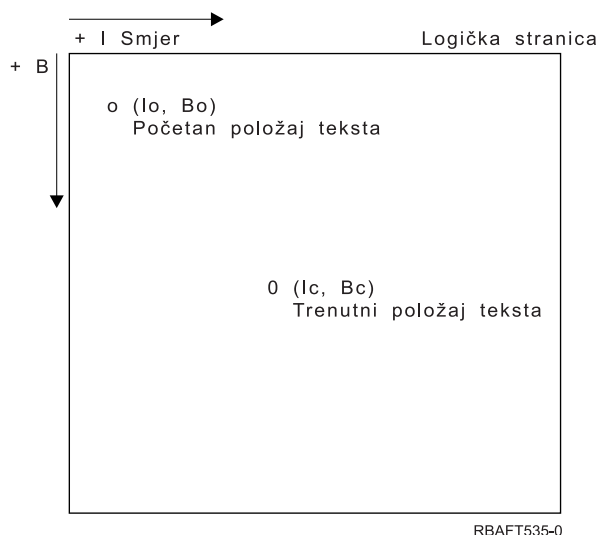 + I Smjer
Logička stranica
+ B
o (Io, Bo)
Početan položaj teksta
0 (Ic, Bc)
Trenutni položaj teksta
RBAFT535-0